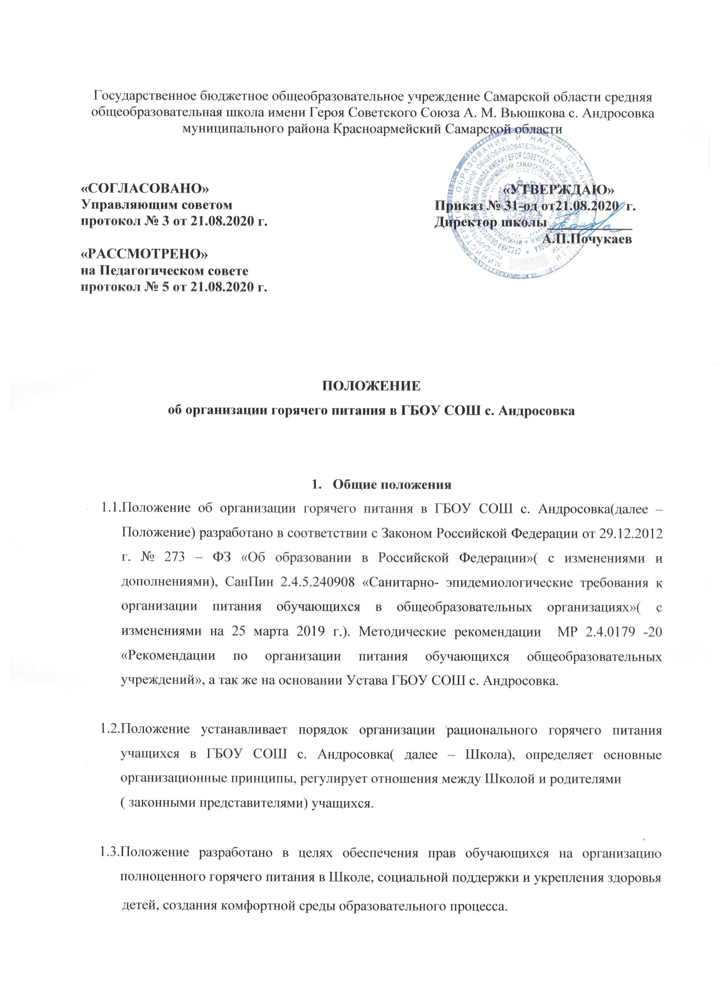 Государственное бюджетное общеобразовательное учреждение Самарской области средняя
общеобразовательная школа имени Героя Советского Союза А. М. Вьюшкова с. Андросовка
муниципального района Красноармейский Самарской области
«СОГЛАСОВАНО»
Управляющим советом
протокол № 3 от 21.08.2020 г.
«УТВЕРЖДАЮ»
Приказ № 31-од от21.08.2020 г.
Директор школы____________
А.П.Почукаев
«РАССМОТРЕНО»
на Педагогическом совете
протокол № 5 от 21.08.2020 г.
ПОЛОЖЕНИЕ
об организации горячего питания в ГБОУ СОШ с. Андросовка
1. Общие положения
1.1.Положение об организации горячего питания в ГБОУ СОШ с. Андросовка(далее –
Положение) разработано в соответствии с Законом Российской Федерации от 29.12.2012
г. № 273 – ФЗ «Об образовании в Российской Федерации»( с изменениями и
дополнениями), СанПин 2.4.5.240908 «Санитарно- эпидемиологические требования к
организации питания обучающихся в общеобразовательных организациях»( с
изменениями на 25 марта 2019 г.). Методические рекомендации МР 2.4.0179 -20
«Рекомендации по организации питания обучающихся общеобразовательных
учреждений», а так же на основании Устава ГБОУ СОШ с. Андросовка.
1.2.Положение устанавливает порядок организации рационального горячего питания
учащихся в ГБОУ СОШ с. Андросовка( далее – Школа), определяет основные
организационные принципы, регулирует отношения между Школой и родителями
( законными представителями) учащихся.
1.3.Положение разработано в целях обеспечения прав обучающихся на организацию
полноценного горячего питания в Школе, социальной поддержки и укрепления здоровья
детей, создания комфортной среды образовательного процесса.